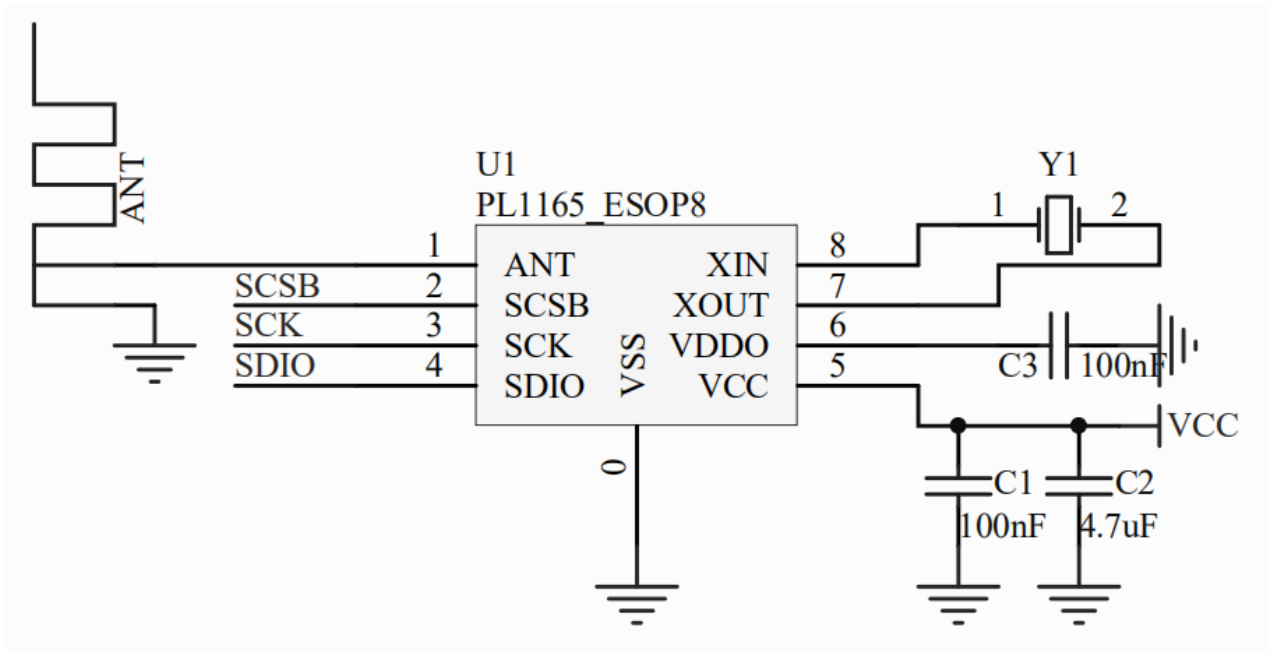 ANT
U1
PL1165_ESOP8
Y1
1 2
1 ANT XIN 8
SCSB 2 SCSB XOUT 7
SCK 3 SCK VDDO 6
SDIO 4 SDIO VCC 5
VSS
C3 100nF
VCC
0
C1 C2
100nF 4.7uF